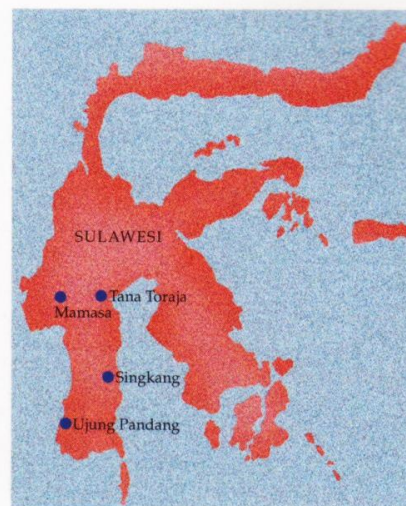 SULAWESI
Tana Toraja
Mamasa
Singkang
Ujung Pandang